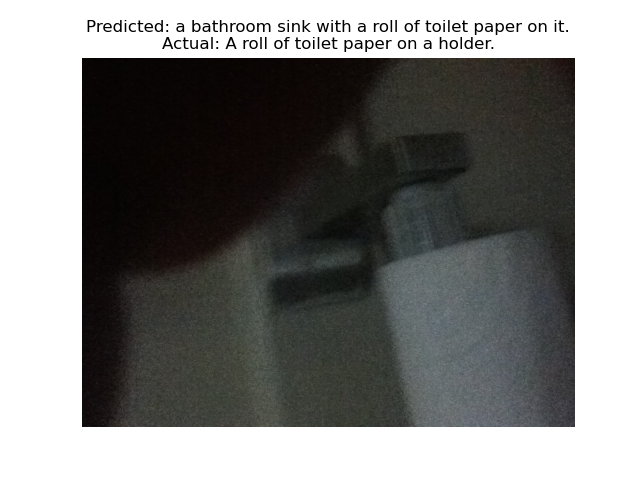 Predicted: a bathroom sink with a roll of toilet paper on it.
Actual: A roll of toilet paper on a holder.